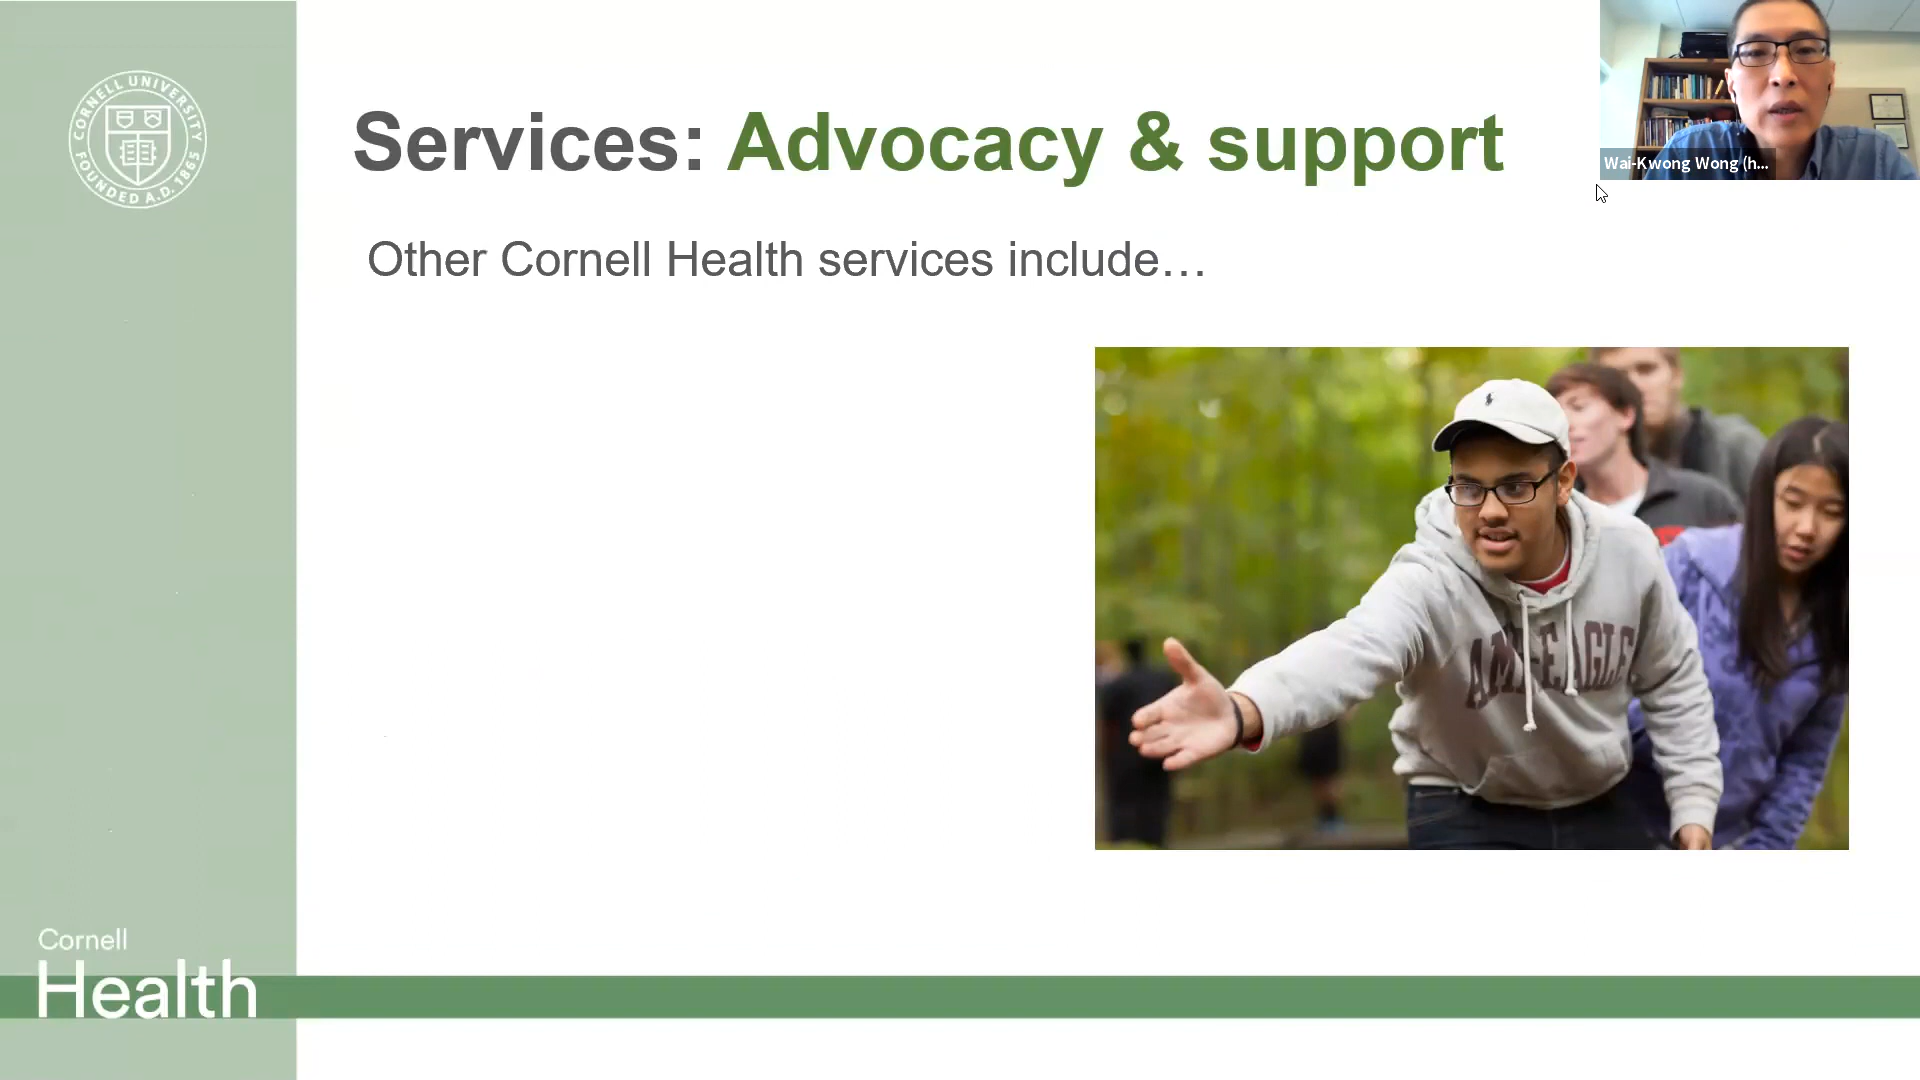 CORNELL UNIVERSITY
FOUNDED A.D. 1865
Services: Advocacy & support
Wai-Kwong Wong (h...
Other Cornell Health services include…
Cornell
Health